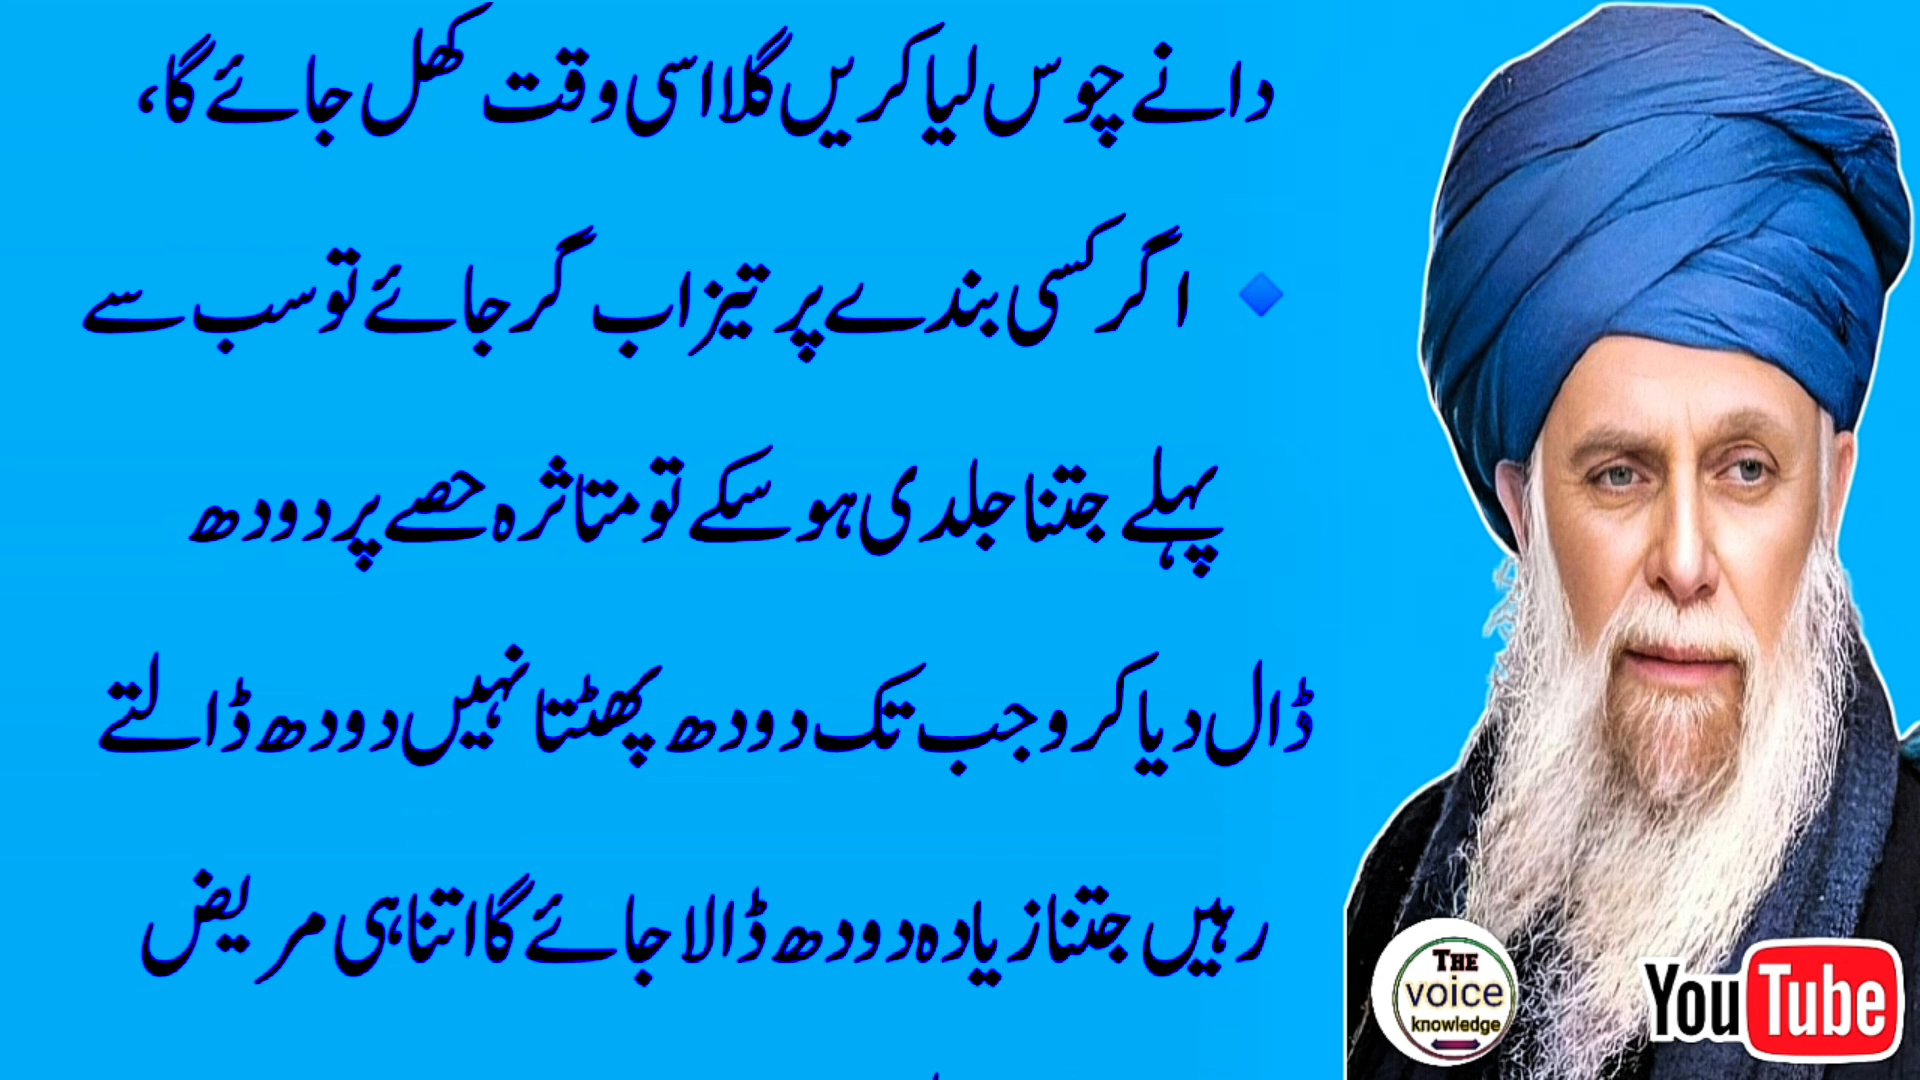 دانے چوس لیا کریں گلا اسی وقت کھل جائے گا،
🔹 اگر کسی بندے پر تیزاب گر جائے تو سب سے
پہلے جتنا جلدی ہو سکے تو متاثرہ حصے پر دودھ
ڈال دیا کرو جب تک دودھ پھٹتا نہیں دودھ ڈالتے
رہیں جتنا زیادہ دودھ ڈالا جائے گا اتنا ہی مریض
THE
voice
knowledge
YouTube